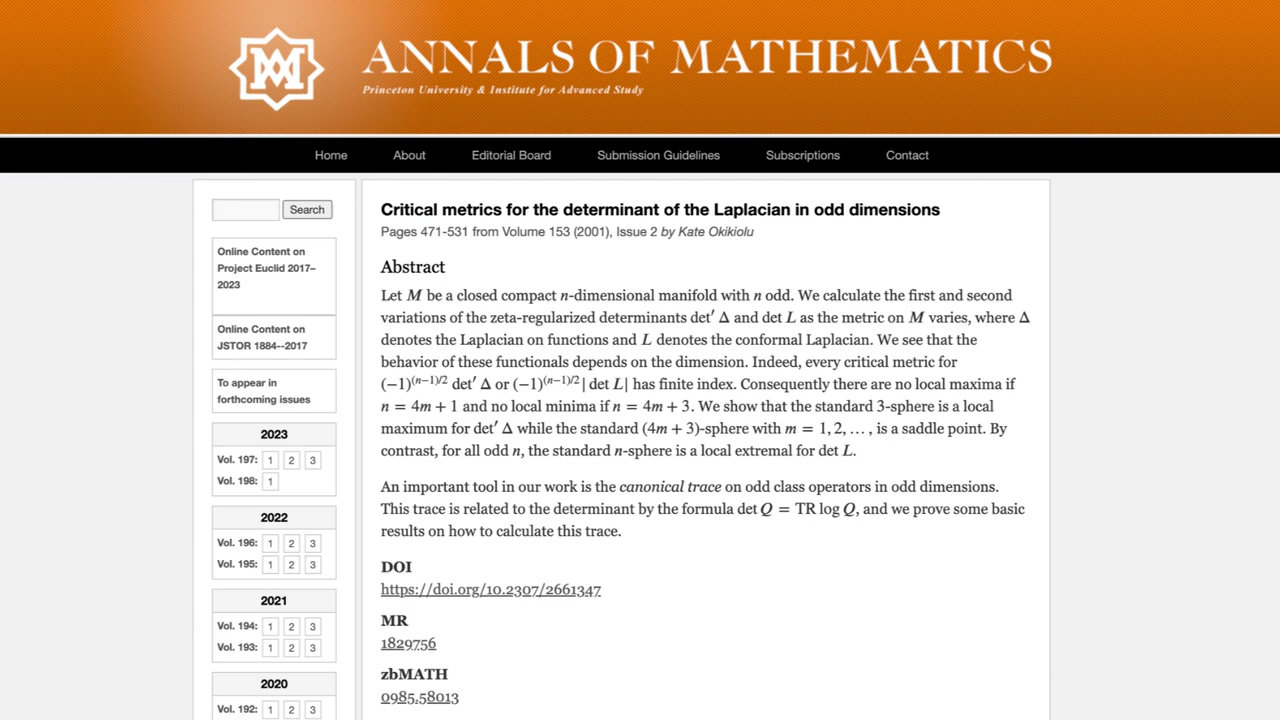 ANNALS OF MATHEMATICS
Princeton University & Institute for Advanced Study
Home About Editorial Board Submission Guidelines Subscriptions Contact
Search
Online Content on
Project Euclid 2017–
2023
Online Content on
JSTOR 1884--2017
To appear in
forthcoming issues
2023
Vol. 197: 1 2 3
Vol. 198: 1
2022
Vol. 196: 1 2 3
Vol. 195: 1 2 3
2021
Vol. 194: 1 2 3
Vol. 193: 1 2 3
2020
Vol. 192: 1 2 3
Critical metrics for the determinant of the Laplacian in odd dimensions
Pages 471-531 from Volume 153 (2001), Issue 2 by Kate Okikiolu
Abstract
Let M be a closed compact n-dimensional manifold with n odd. We calculate the first and second
variations of the zeta-regularized determinants det′ Δ and det L as the metric on M varies, where Δ
denotes the Laplacian on functions and L denotes the conformal Laplacian. We see that the
behavior of these functionals depends on the dimension. Indeed, every critical metric for
(−1)^(n−1)/2 det′ Δ or (−1)^(n−1)/2 | det L| has finite index. Consequently there are no local maxima if
n = 4m + 1 and no local minima if n = 4m + 3. We show that the standard 3-sphere is a local
maximum for det′ Δ while the standard (4m + 3)-sphere with m = 1, 2, … , is a saddle point. By
contrast, for all odd n, the standard n-sphere is a local extremal for det L.
An important tool in our work is the canonical trace on odd class operators in odd dimensions.
This trace is related to the determinant by the formula det Q = TR log Q, and we prove some basic
results on how to calculate this trace.
DOI
https://doi.org/10.2307/2661347
MR
1829756
zbMATH
0985.58013